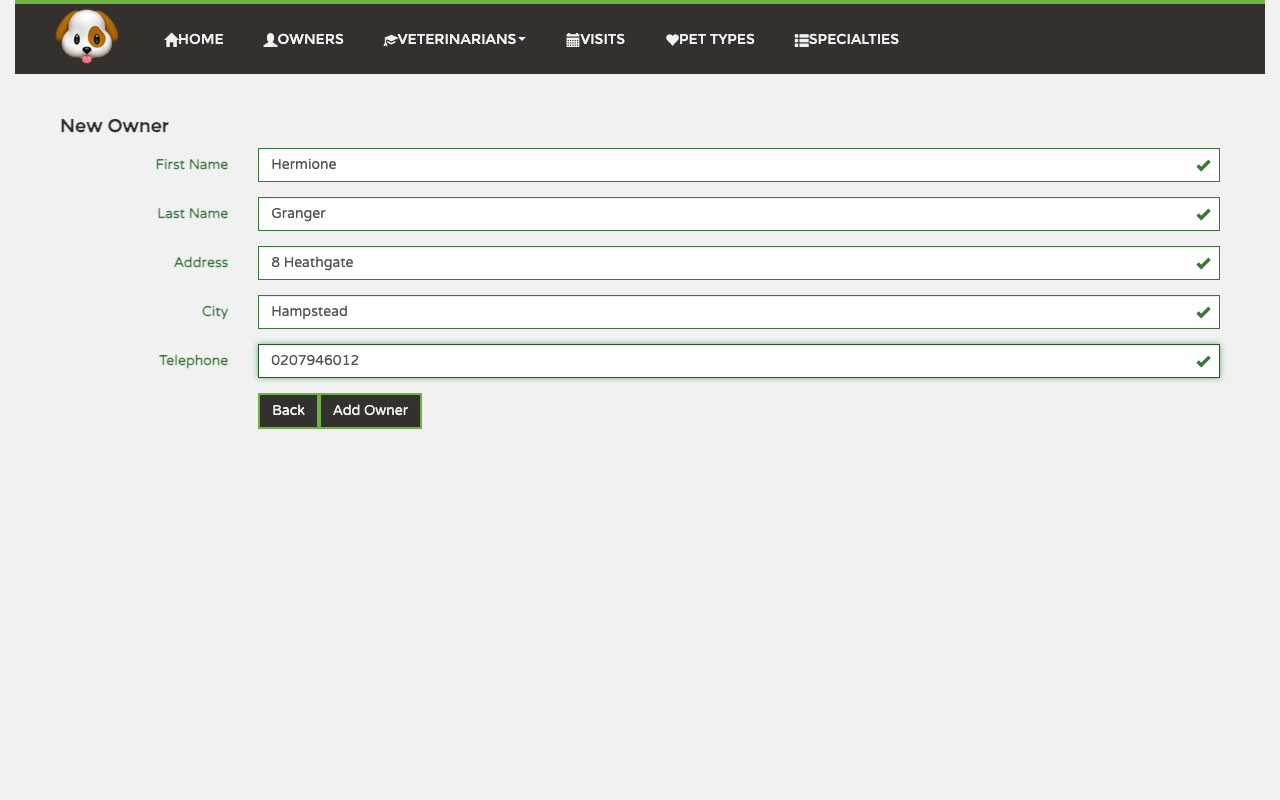 HOME OWNERS VETERINARIANS VISITS PET TYPES SPECIALTIES
New Owner
First Name Hermione
Last Name Granger
Address 8 Heathgate
City Hampstead
Telephone 0207946012
Back Add Owner